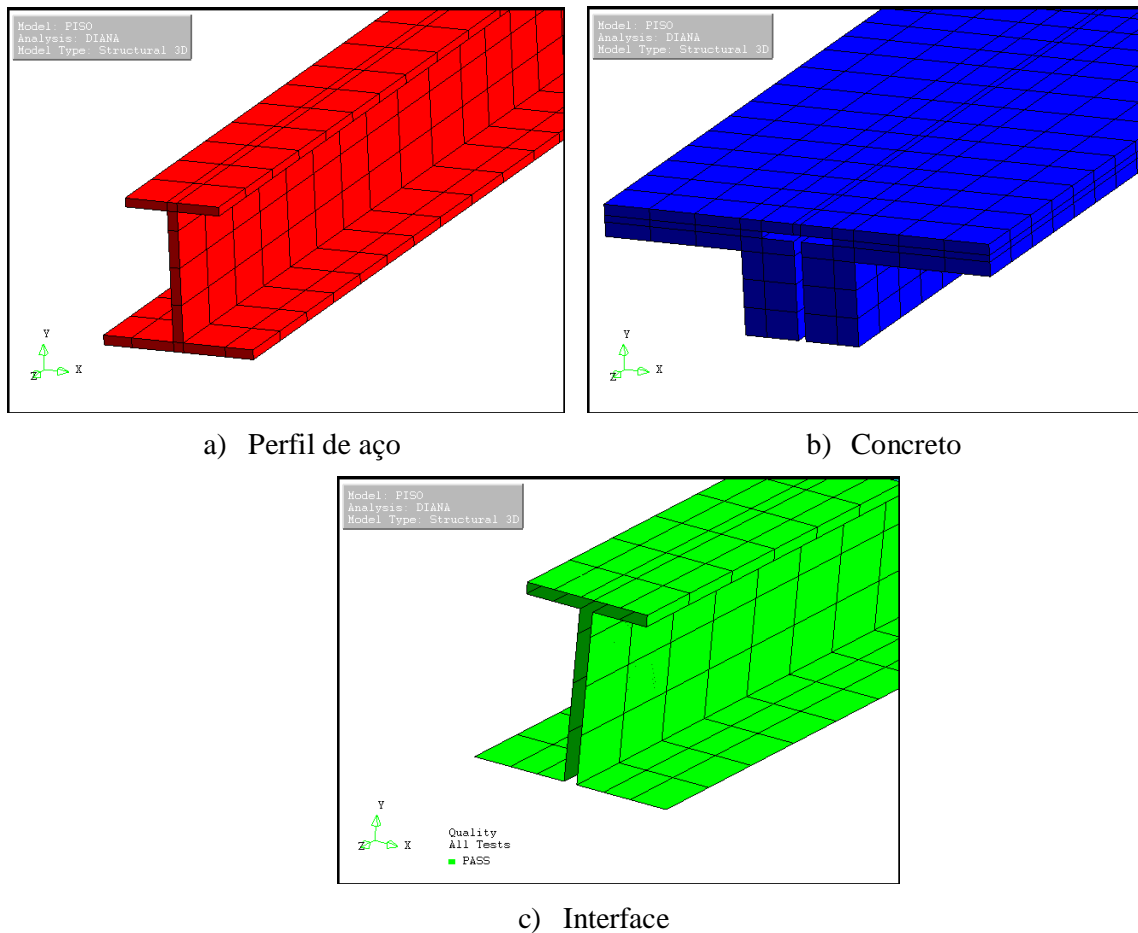 Model: PISO
Analysis: DIANA
Model Type: Structural 3D
Y
Z
X
a) Perfil de aço
Model: PISO
Analysis: DIANA
Model Type: Structural 3D
Y
Z
X
b) Concreto
Model: PISO
Analysis: DIANA
Model Type: Structural 3D
Y
Z
X
Quality
All Tests
PASS
c) Interface